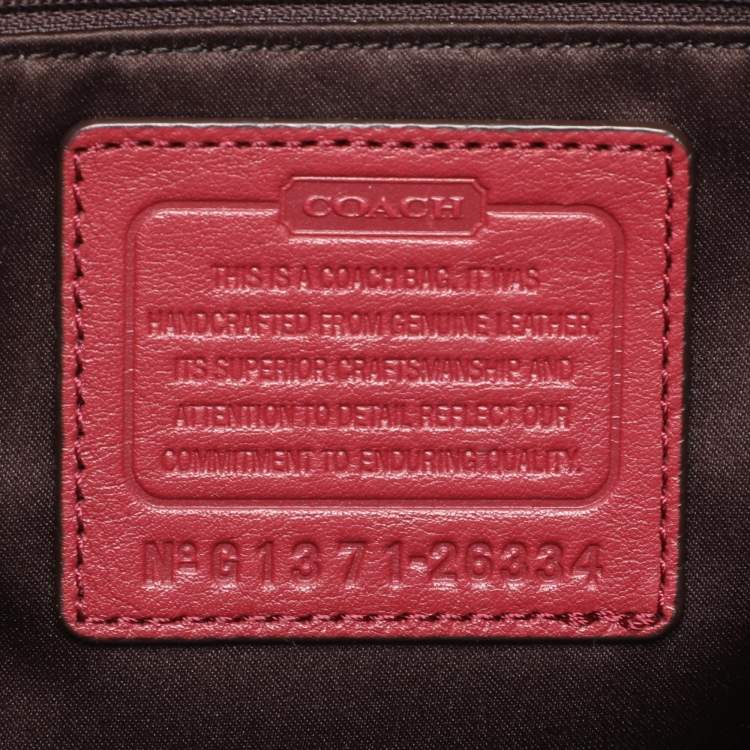 COACH
THIS IS A COACH BAG. IT WAS
HANDCRAFTED FROM GENUINE LEATHER.
ITS SUPERIOR CRAFTSMANSHIP AND
ATTENTION TO DETAIL REFLECT OUR
COMMITMENT TO ENDURING QUALITY.
Nº G1371-26334